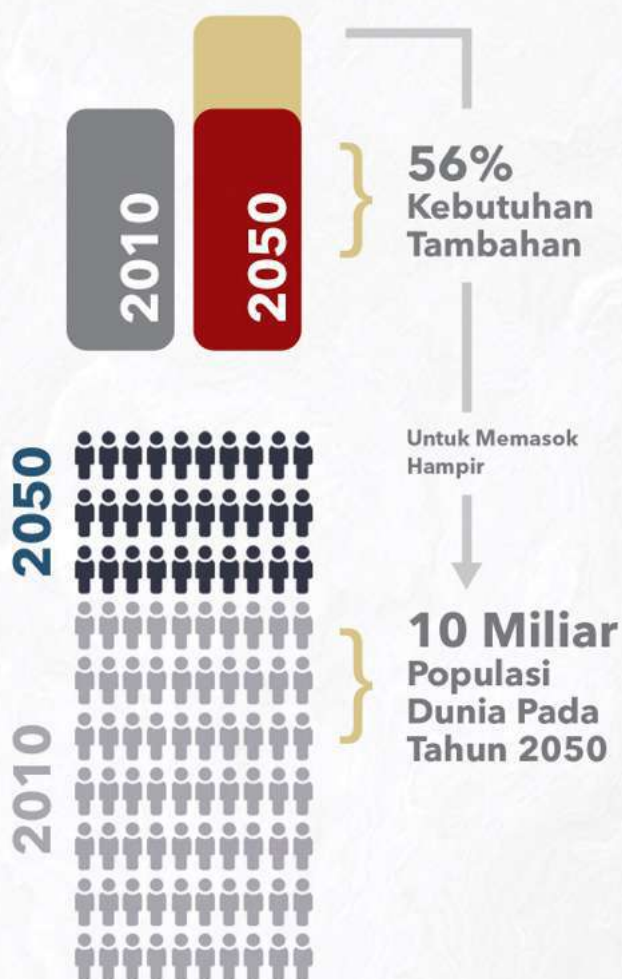 2010
2050
56%
Kebutuhan
Tambahan
Untuk Memasok
Hampir
2050
10 Miliar
Populasi
Dunia Pada
Tahun 2050
2010